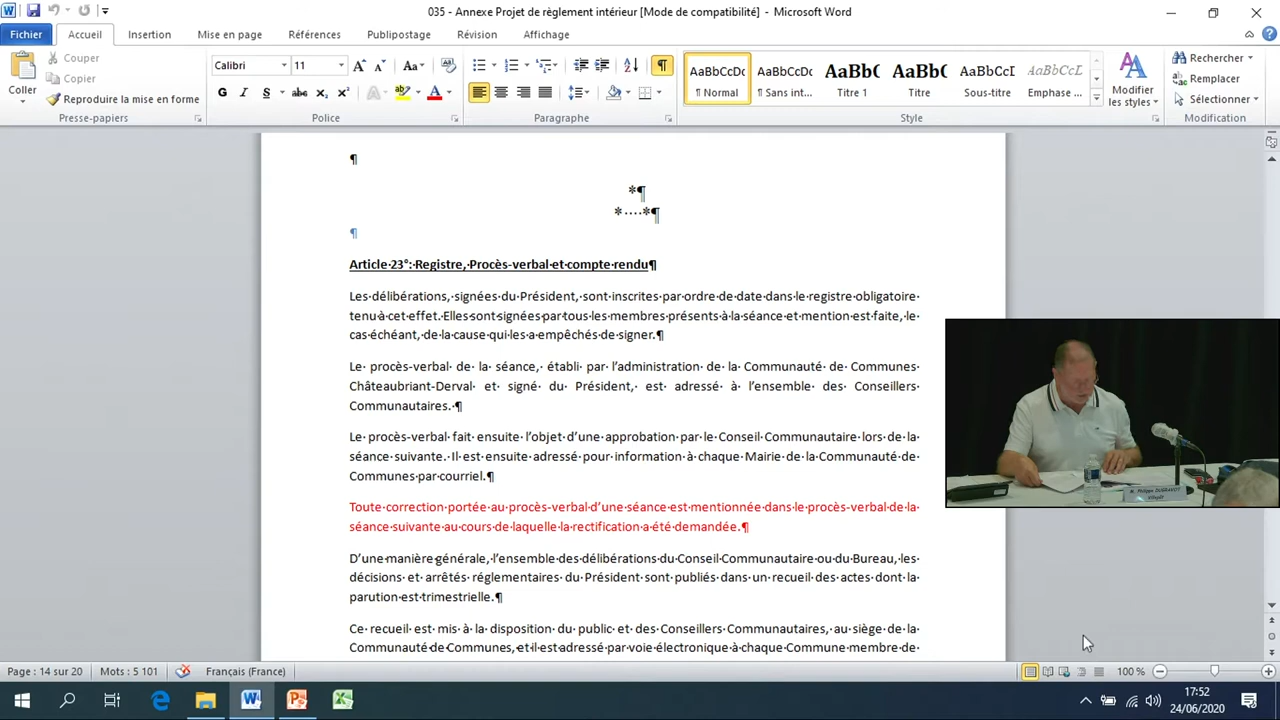 035 - Annexe Projet de règlement intérieur [Mode de compatibilité] - Microsoft Word
Fichier Accueil Insertion Mise en page Références Publipostage Révision Affichage
Coller
Couper
Copier
Reproduire la mise en forme
Presse-papiers
Calibri 11
G I S abc x₂ x²
Police
Paragraphe
AaBbCcDc AaBbCcDc AaBbC AaBbC AaBbCcD AaBbCcL
¶ Normal ¶ Sans int... Titre 1 Titre Sous-titre Emphase ...
Modifier les styles
Style
Rechercher
Remplacer
Sélectionner
Modification
¶
*¶
*····*¶
¶
Article·23°:·Registre,·Procès-verbal·et·compte·rendu¶
Les·délibérations,·signées·du·Président,·sont·inscrites·par·ordre·de·date·dans·le·registre·obligatoire·
tenu·à·cet·effet.·Elles·sont·signées·par·tous·les·membres·présents·à·la·séance·et·mention·est·faite,·le·
cas·échéant,·de·la·cause·qui·les·a·empêchés·de·signer.¶
Le·procès-verbal·de·la·séance,·établi·par·l’administration·de·la·Communauté·de·Communes·
Châteaubriant-Derval·et·signé·du·Président,·est·adressé·à·l’ensemble·des·Conseillers·
Communautaires.·¶
Le·procès-verbal·fait·ensuite·l’objet·d’une·approbation·par·le·Conseil·Communautaire·lors·de·la·
séance·suivante.·Il·est·ensuite·adressé·pour·information·à·chaque·Mairie·de·la·Communauté·de·
Communes·par·courriel.¶
Toute·correction·portée·au·procès-verbal·d’une·séance·est·mentionnée·dans·le·procès-verbal·de·la·
séance·suivante·au·cours·de·laquelle·la·rectification·a·été·demandée.¶
D’une·manière·générale,·l’ensemble·des·délibérations·du·Conseil·Communautaire·ou·du·Bureau,·les·
décisions·et·arrêtés·réglementaires·du·Président·sont·publiés·dans·un·recueil·des·actes·dont·la·
parution·est·trimestrielle.¶
Ce·recueil·est·mis·à·la·disposition·du·public·et·des·Conseillers·Communautaires,·au·siège·de·la·
Communauté·de·Communes,·et·il·est·adressé·par·voie·électronique·à·chaque·Commune·membre·de·
M. Philippe DUGRAVOT
Page : 14 sur 20 Mots : 5 101 Français (France) 100 %
17:52
24/06/2020